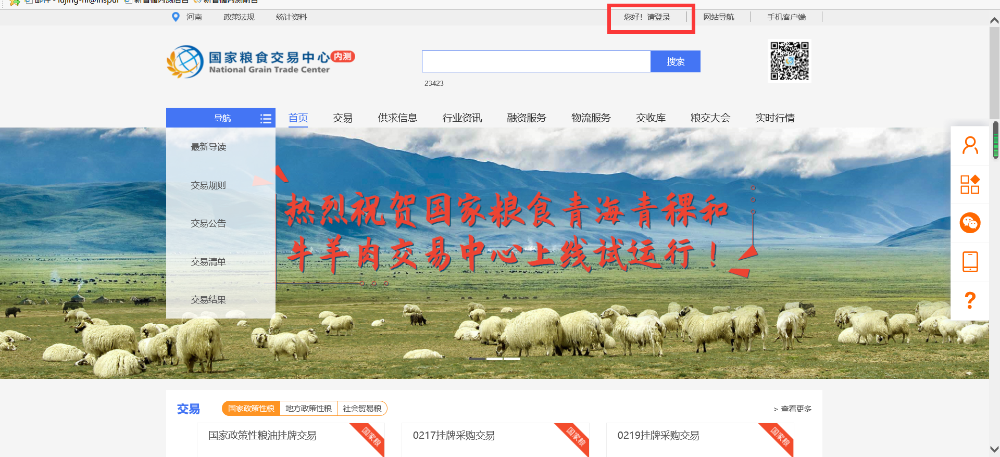 河南 政策法规 统计资料 您好！请登录 网站导航 手机客户端
国家粮食交易中心 内测
National Grain Trade Center
搜索
23423
导航 首页 交易 供求信息 行业资讯 融资服务 物流服务 交收库 粮交大会 实时行情
最新导读
交易规则
交易公告
交易清单
交易结果
热烈祝贺国家粮食青海青稞和
牛羊肉交易中心上线试运行！
?
交易 国家政策性粮 地方政策性粮 社会贸易粮 > 查看更多
国家政策性粮油挂牌交易 国家粮
0217挂牌采购交易 国家粮
0219挂牌采购交易 国家粮